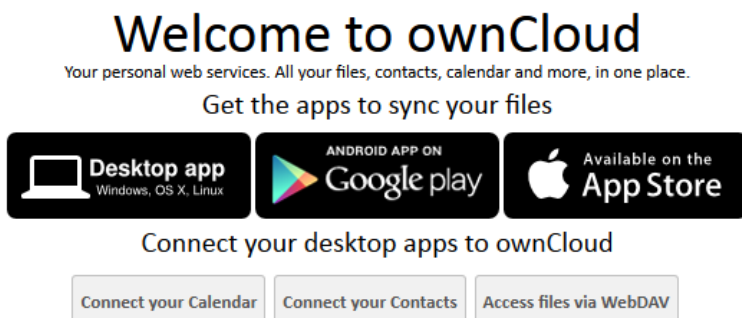 Welcome to ownCloud
Your personal web services. All your files, contacts, calendar and more, in one place.
Get the apps to sync your files
Desktop app
Windows, OS X, Linux
ANDROID APP ON
Google play
Available on the
App Store
Connect your desktop apps to ownCloud
Connect your Calendar
Connect your Contacts
Access files via WebDAV